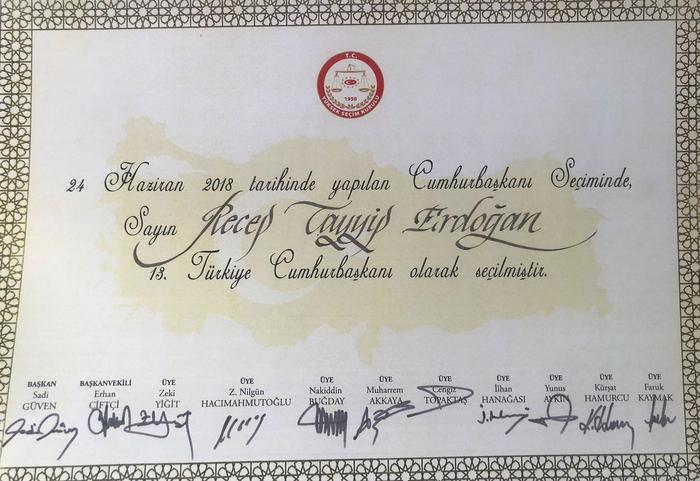 T.C.
1950
YÜKSEK SEÇİM KURULU
24 Haziran 2018 tarihinde yapılan Cumhurbaşkanı Seçiminde,
Sayın Recep Tayyip Erdoğan
13. Türkiye Cumhurbaşkanı olarak seçilmiştir.
BAŞKAN BAŞKANVEKİLİ ÜYE ÜYE ÜYE ÜYE ÜYE ÜYE ÜYE ÜYE ÜYE
Sadi Erhan Zeki Z. Nilgün Nakiddin Muharrem Cengiz İlhan Yunus Kürşat Faruk
GÜVEN ÇİFTÇİ YİĞİT HACIMAHMUTOĞLU BUĞDAY AKKAYA TOPAKTAŞ HANAĞASI AYKIN HAMURCU KAYMAK